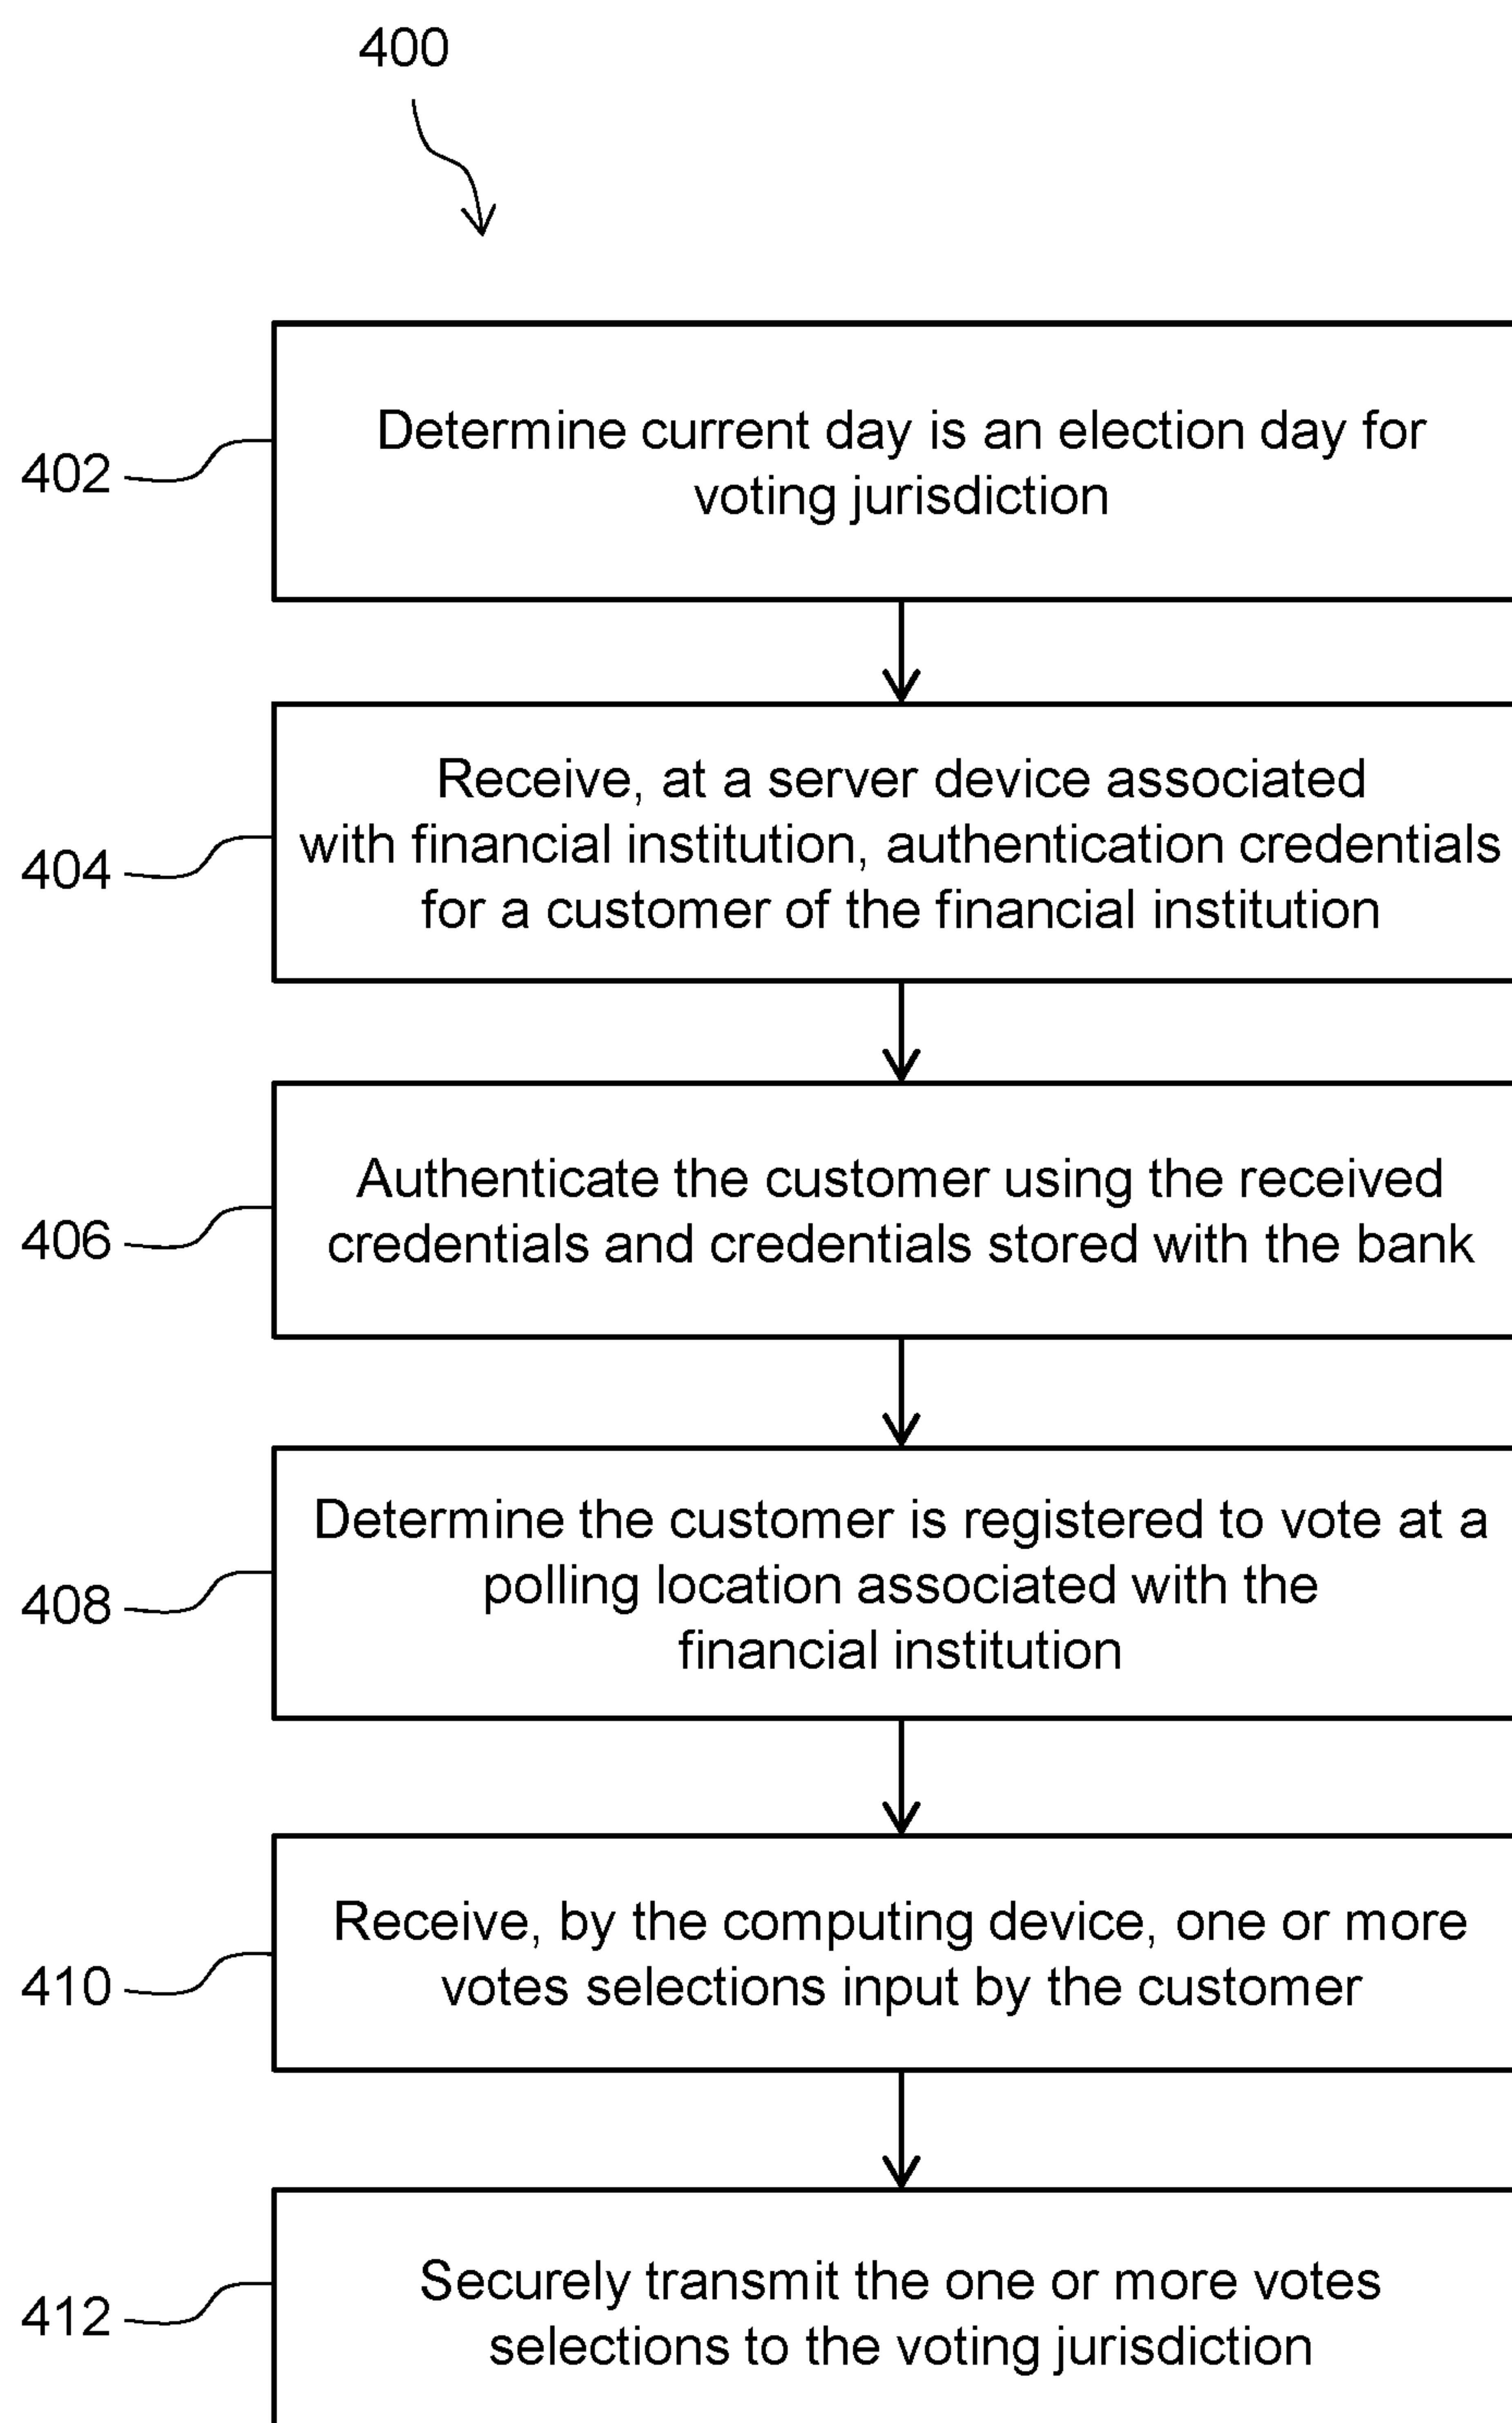 400
402
Determine current day is an election day for
voting jurisdiction
404
Receive, at a server device associated
with financial institution, authentication credentials
for a customer of the financial institution
406
Authenticate the customer using the received
credentials and credentials stored with the bank
408
Determine the customer is registered to vote at a
polling location associated with the
financial institution
410
Receive, by the computing device, one or more
votes selections input by the customer
412
Securely transmit the one or more votes
selections to the voting jurisdiction